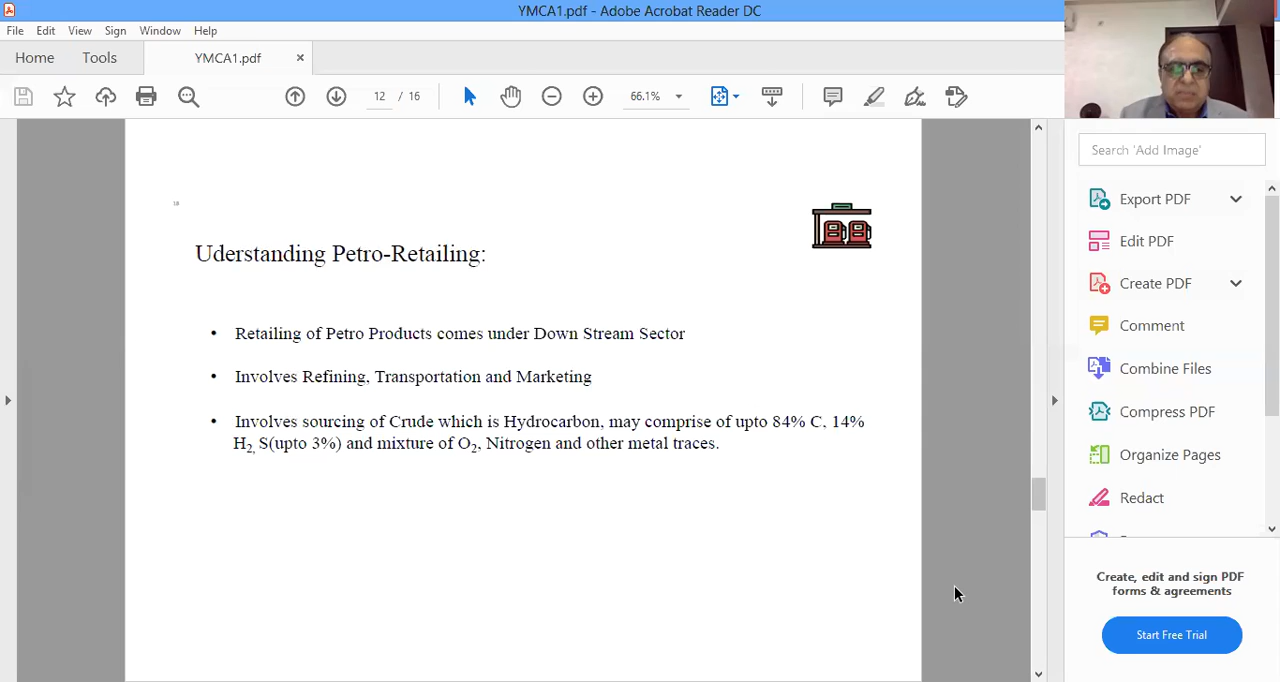 YMCA1.pdf - Adobe Acrobat Reader DC
File Edit View Sign Window Help
Home Tools YMCA1.pdf ×
12 / 16 66.1%
Search 'Add Image'
Export PDF
Edit PDF
Create PDF
Comment
Combine Files
Compress PDF
Organize Pages
Redact
Create, edit and sign PDF
forms & agreements
Start Free Trial
Uderstanding Petro-Retailing:
• Retailing of Petro Products comes under Down Stream Sector
• Involves Refining, Transportation and Marketing
• Involves sourcing of Crude which is Hydrocarbon, may comprise of upto 84% C, 14%
H2, S(upto 3%) and mixture of O2, Nitrogen and other metal traces.